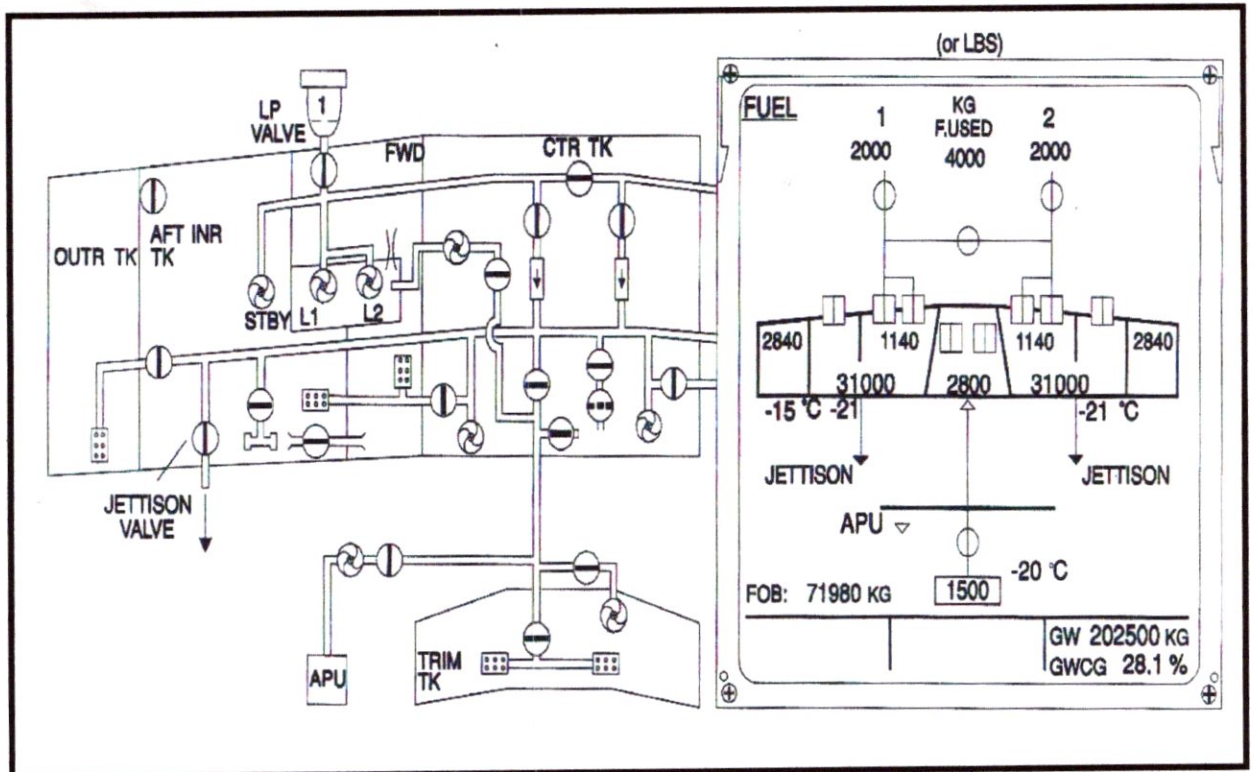 (or LBS)
LP
VALVE
1
FWD
CTR TK
OUTR TK
AFT INR
TK
STBY
L1
L2
JETTISON
VALVE
APU
TRIM
TK
FUEL
1
KG
F.USED
2
2000
4000
2000
2840
1140
1140
2840
31000
2800
31000
-15 °C -21
-21 °C
JETTISON
JETTISON
APU
-20 °C
FOB: 71980 KG
1500
GW 202500 KG
GWCG 28.1 %